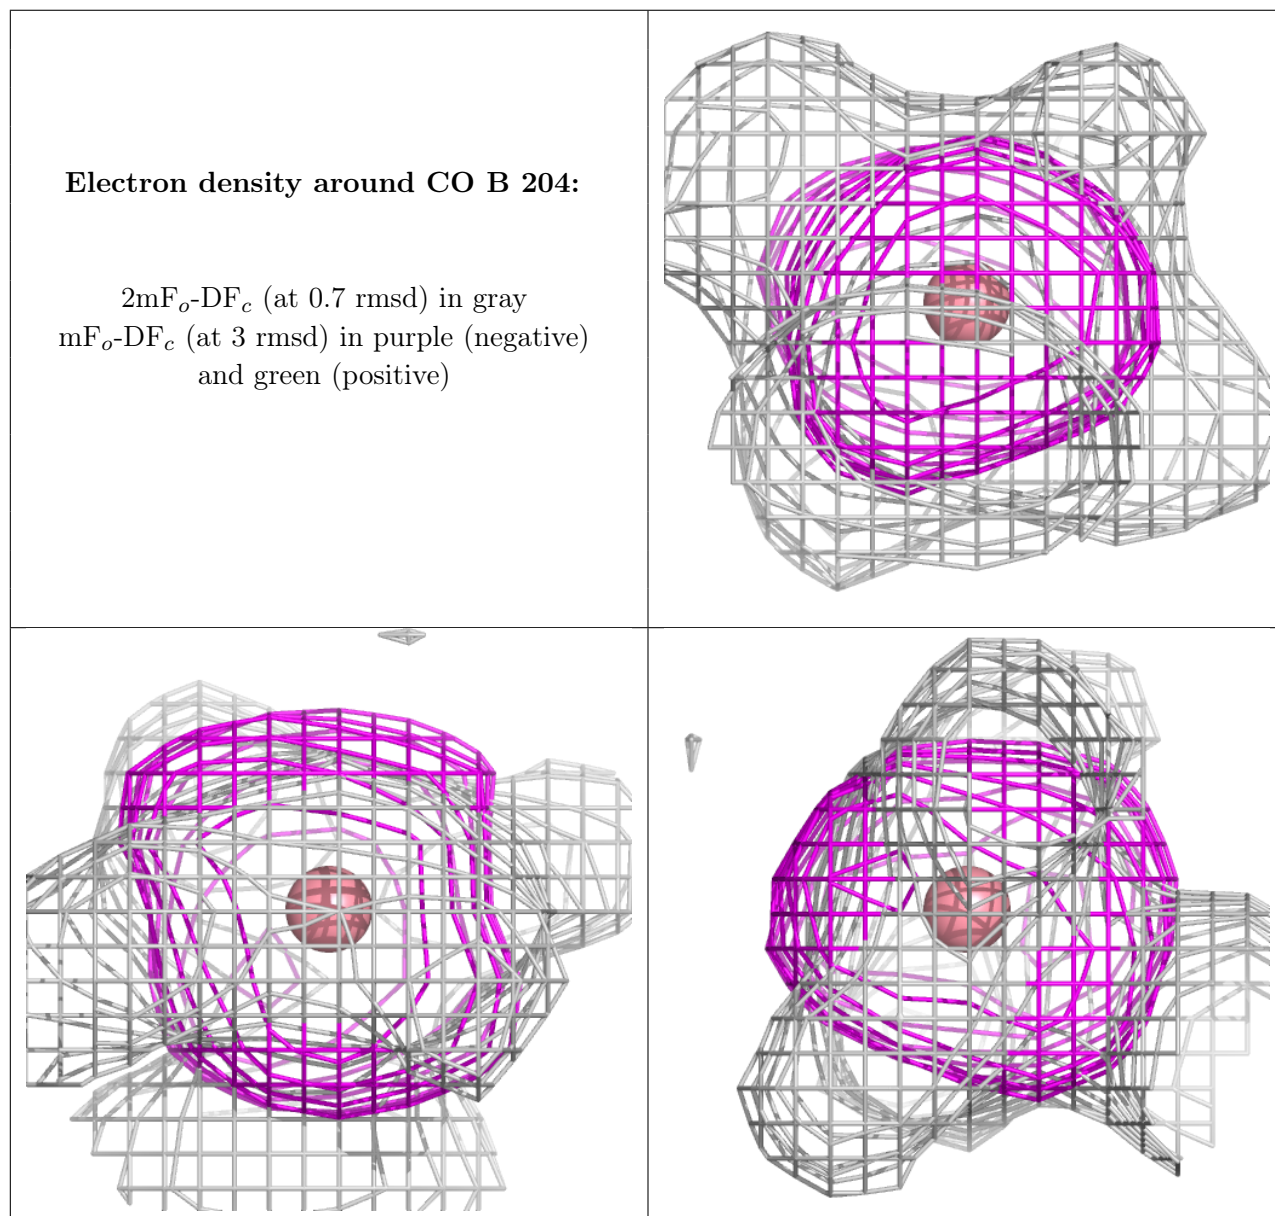 Electron density around CO B 204:
2mFo-DFc (at 0.7 rmsd) in gray
mFo-DFc (at 3 rmsd) in purple (negative)
and green (positive)